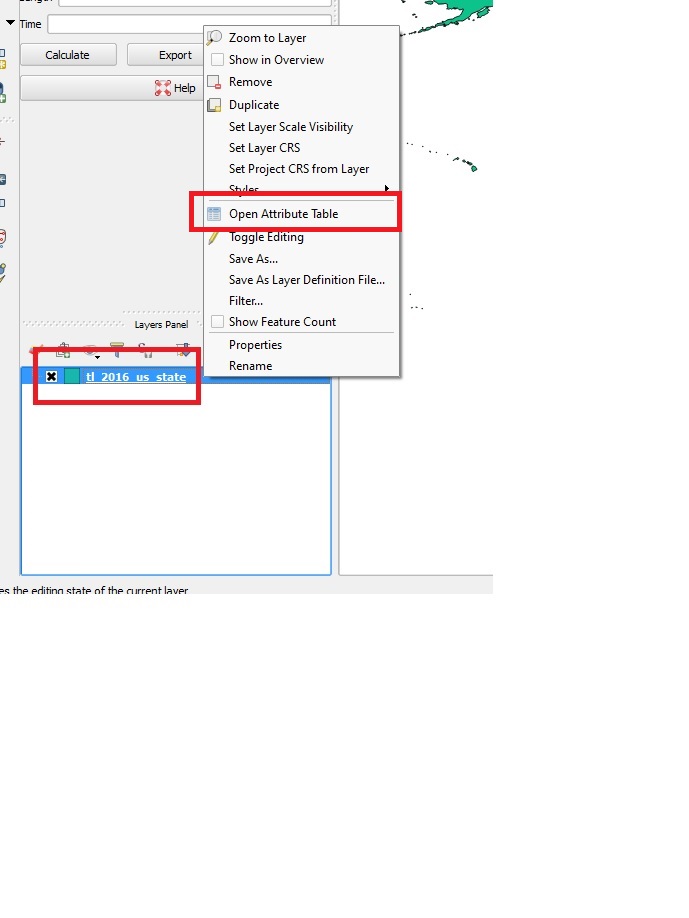 Length
Time
Calculate
Export
Help
Zoom to Layer
Show in Overview
Remove
Duplicate
Set Layer Scale Visibility
Set Layer CRS
Set Project CRS from Layer
Styles
Open Attribute Table
Toggle Editing
Save As...
Save As Layer Definition File...
Filter...
Show Feature Count
Properties
Rename
Layers Panel
tl_2016_us_state
es the editing state of the current layer